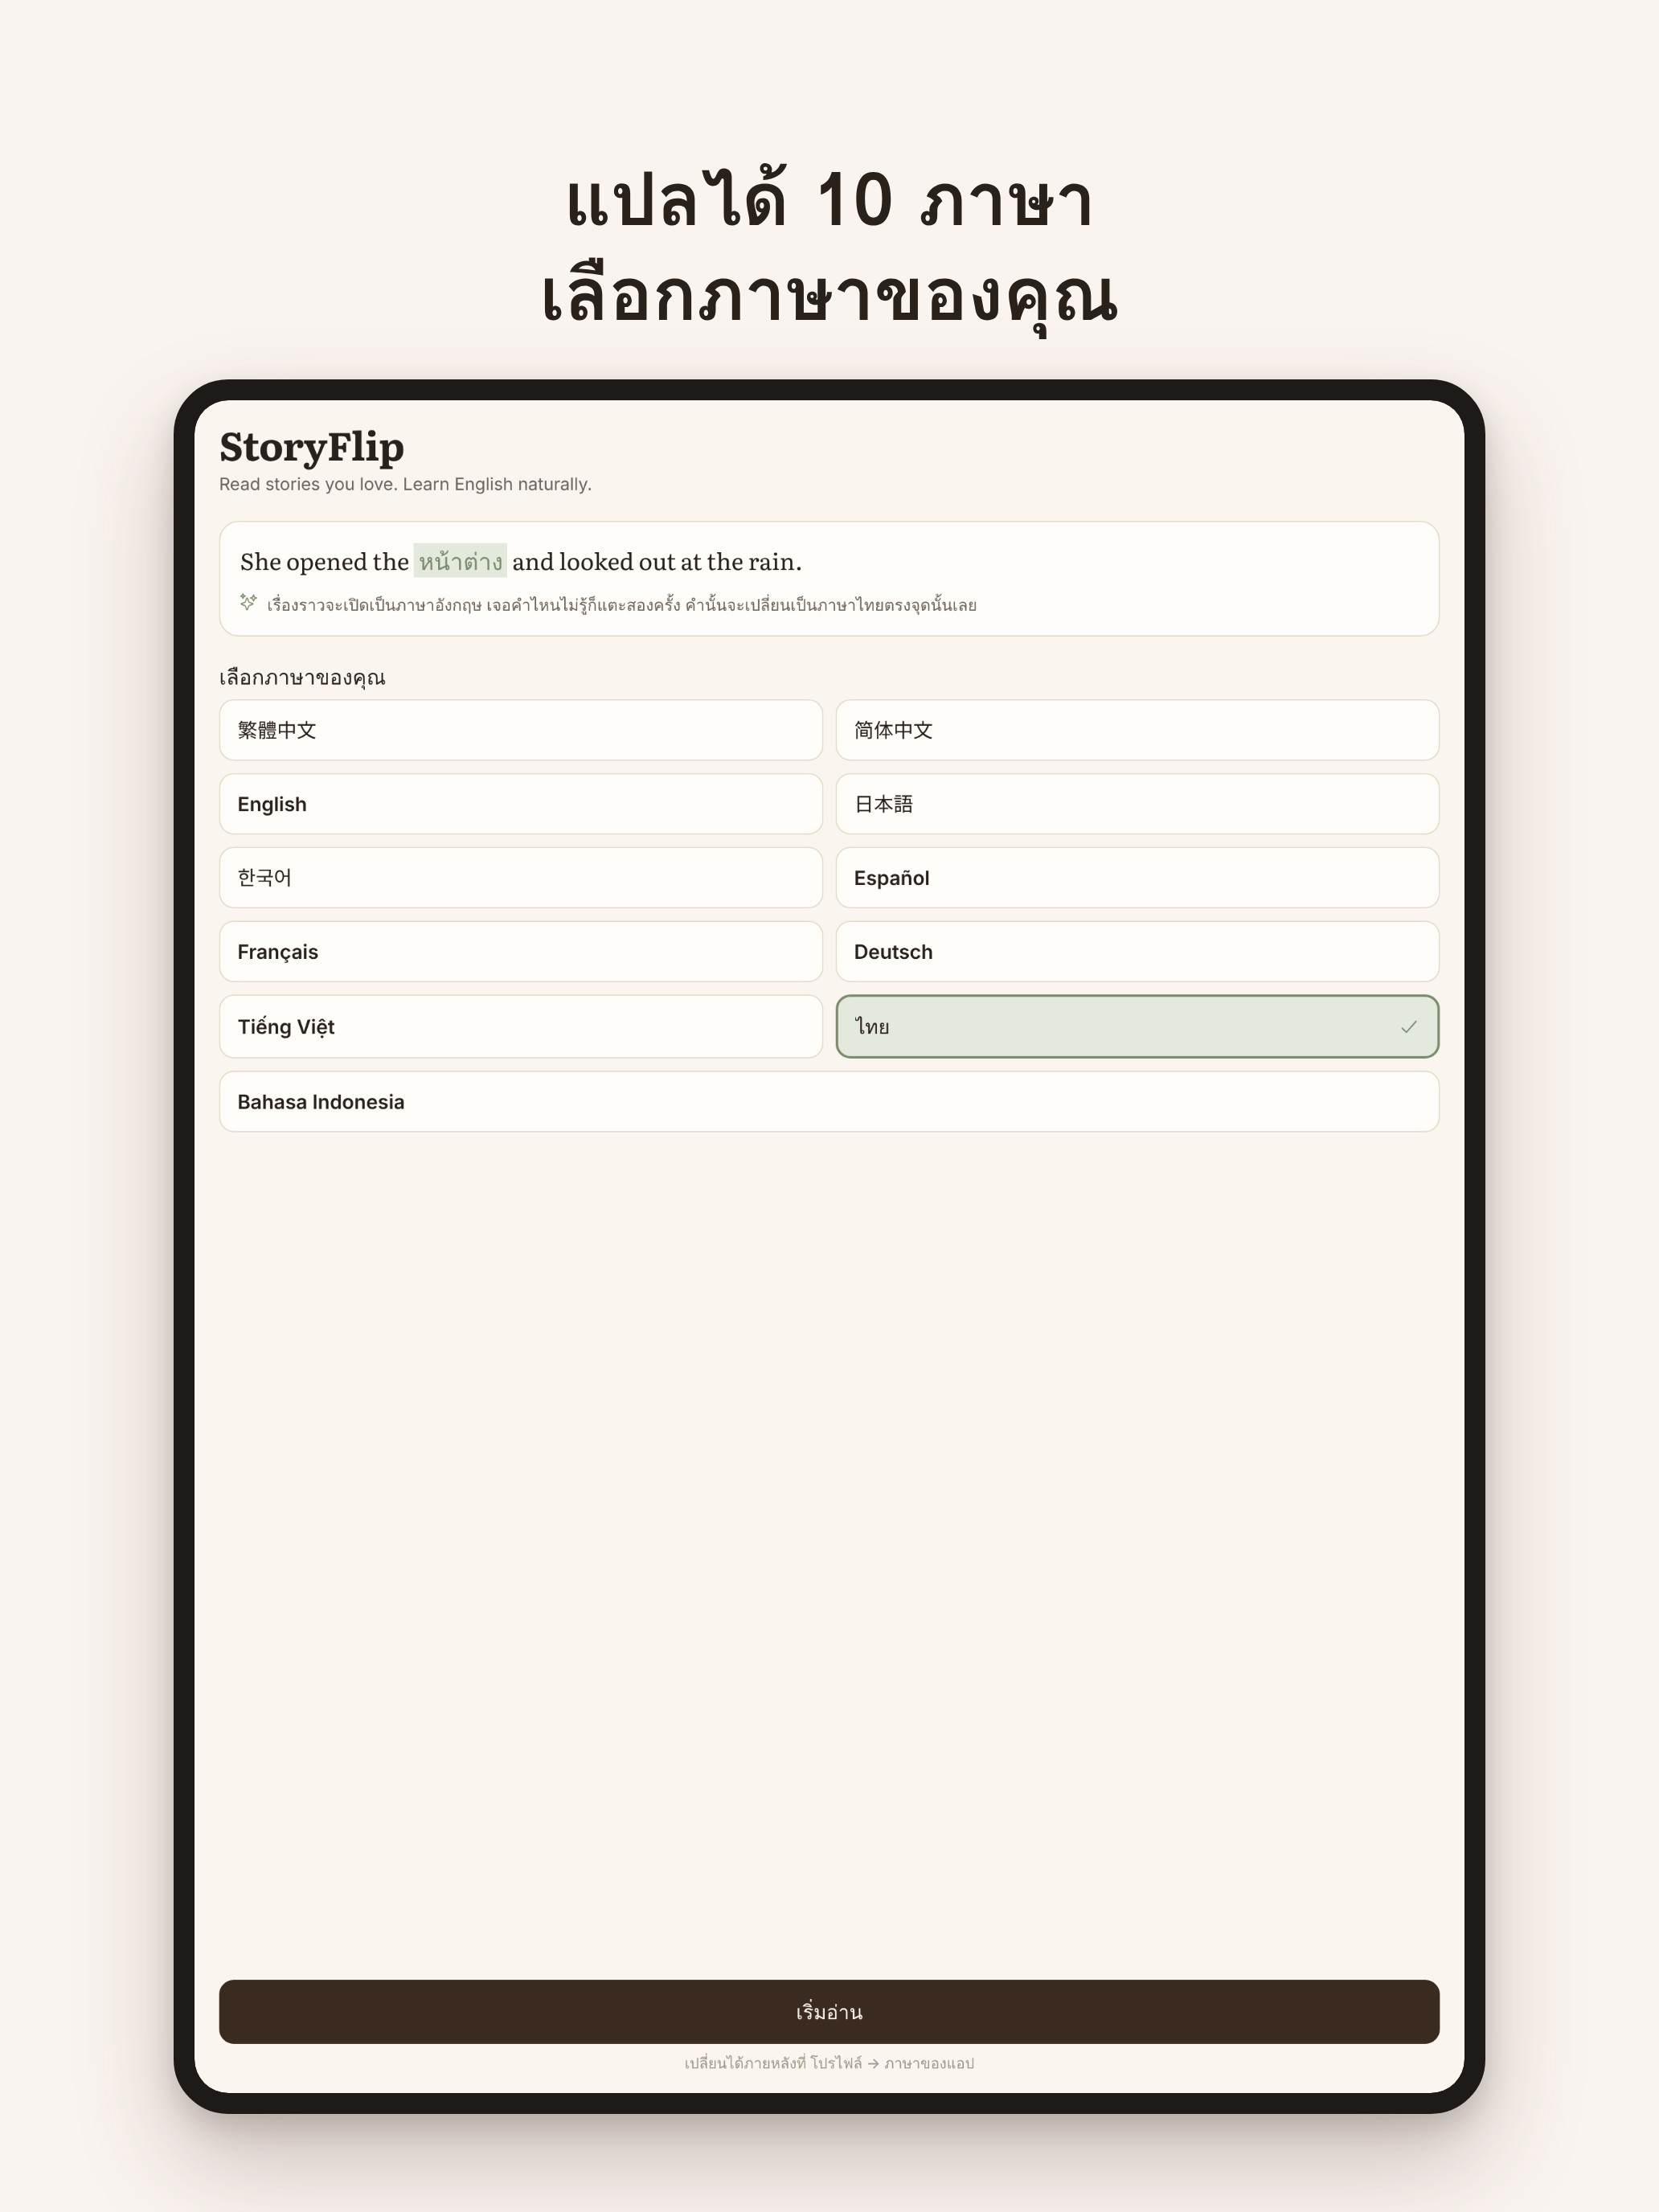 แปลได้ 10 ภาษา
เลือกภาษาของคุณ
StoryFlip
Read stories you love. Learn English naturally.
She opened the หน้าต่าง and looked out at the rain.
เรื่องราวจะเปิดเป็นภาษาอังกฤษ เจอคำไหนไม่รู้ก็แตะสองครั้ง คำนั้นจะเปลี่ยนเป็นภาษาไทยตรงจุดนั้นเลย
เลือกภาษาของคุณ
繁體中文
简体中文
English
日本語
한국어
Español
Français
Deutsch
Tiếng Việt
ไทย
Bahasa Indonesia
เริ่มอ่าน
เปลี่ยนได้ภายหลังที่ โปรไฟล์ → ภาษาของแอป